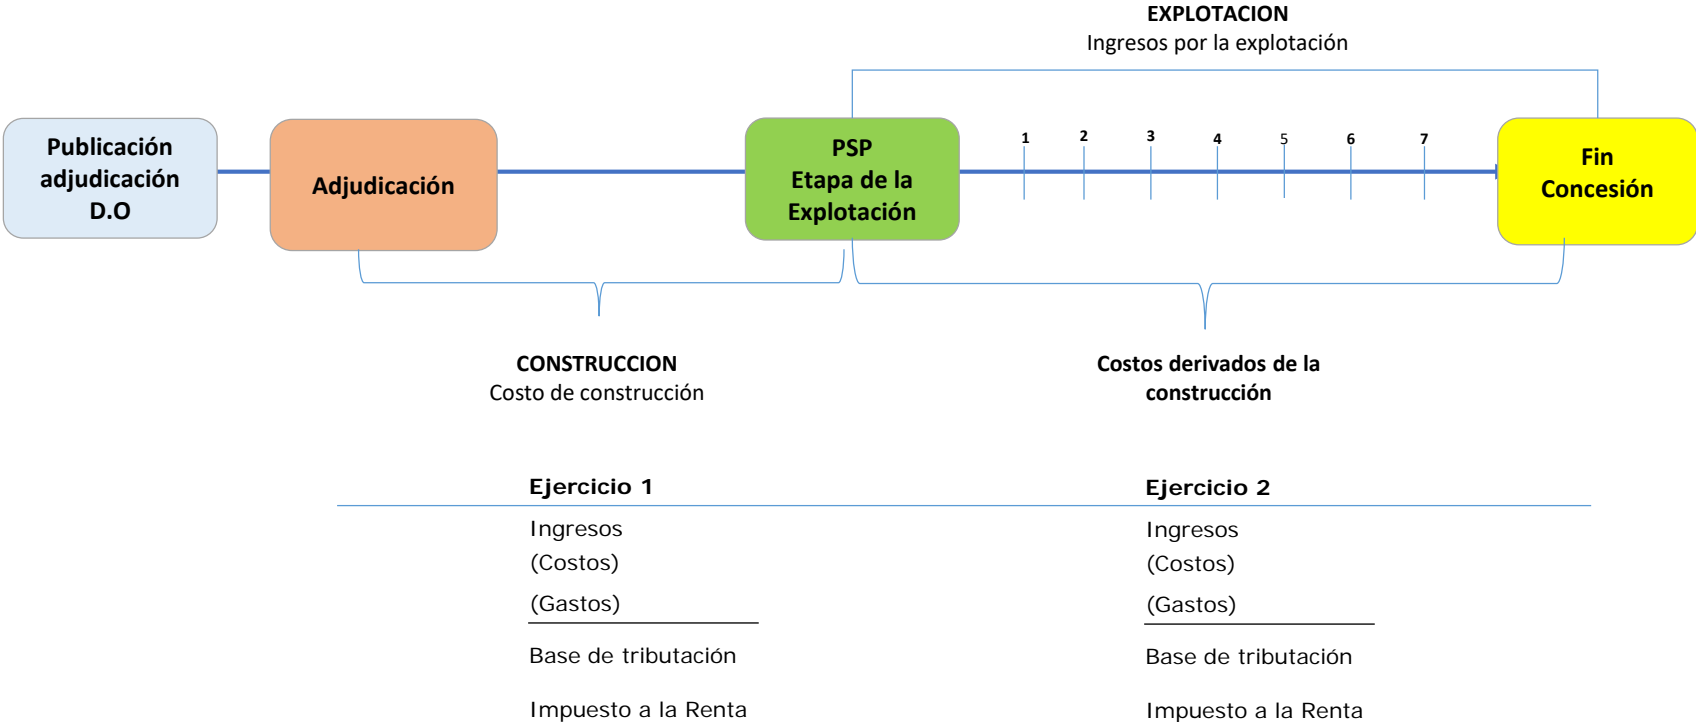 EXPLOTACION
Ingresos por la explotación
Publicación
adjudicación
D.O
Adjudicación
PSP
Etapa de la
Explotación
1 2 3 4 5 6 7
Fin
Concesión
CONSTRUCCION
Costo de construcción
Costos derivados de la
construcción
Ejercicio 1
Ingresos
(Costos)
(Gastos)
Base de tributación
Impuesto a la Renta
Ejercicio 2
Ingresos
(Costos)
(Gastos)
Base de tributación
Impuesto a la Renta